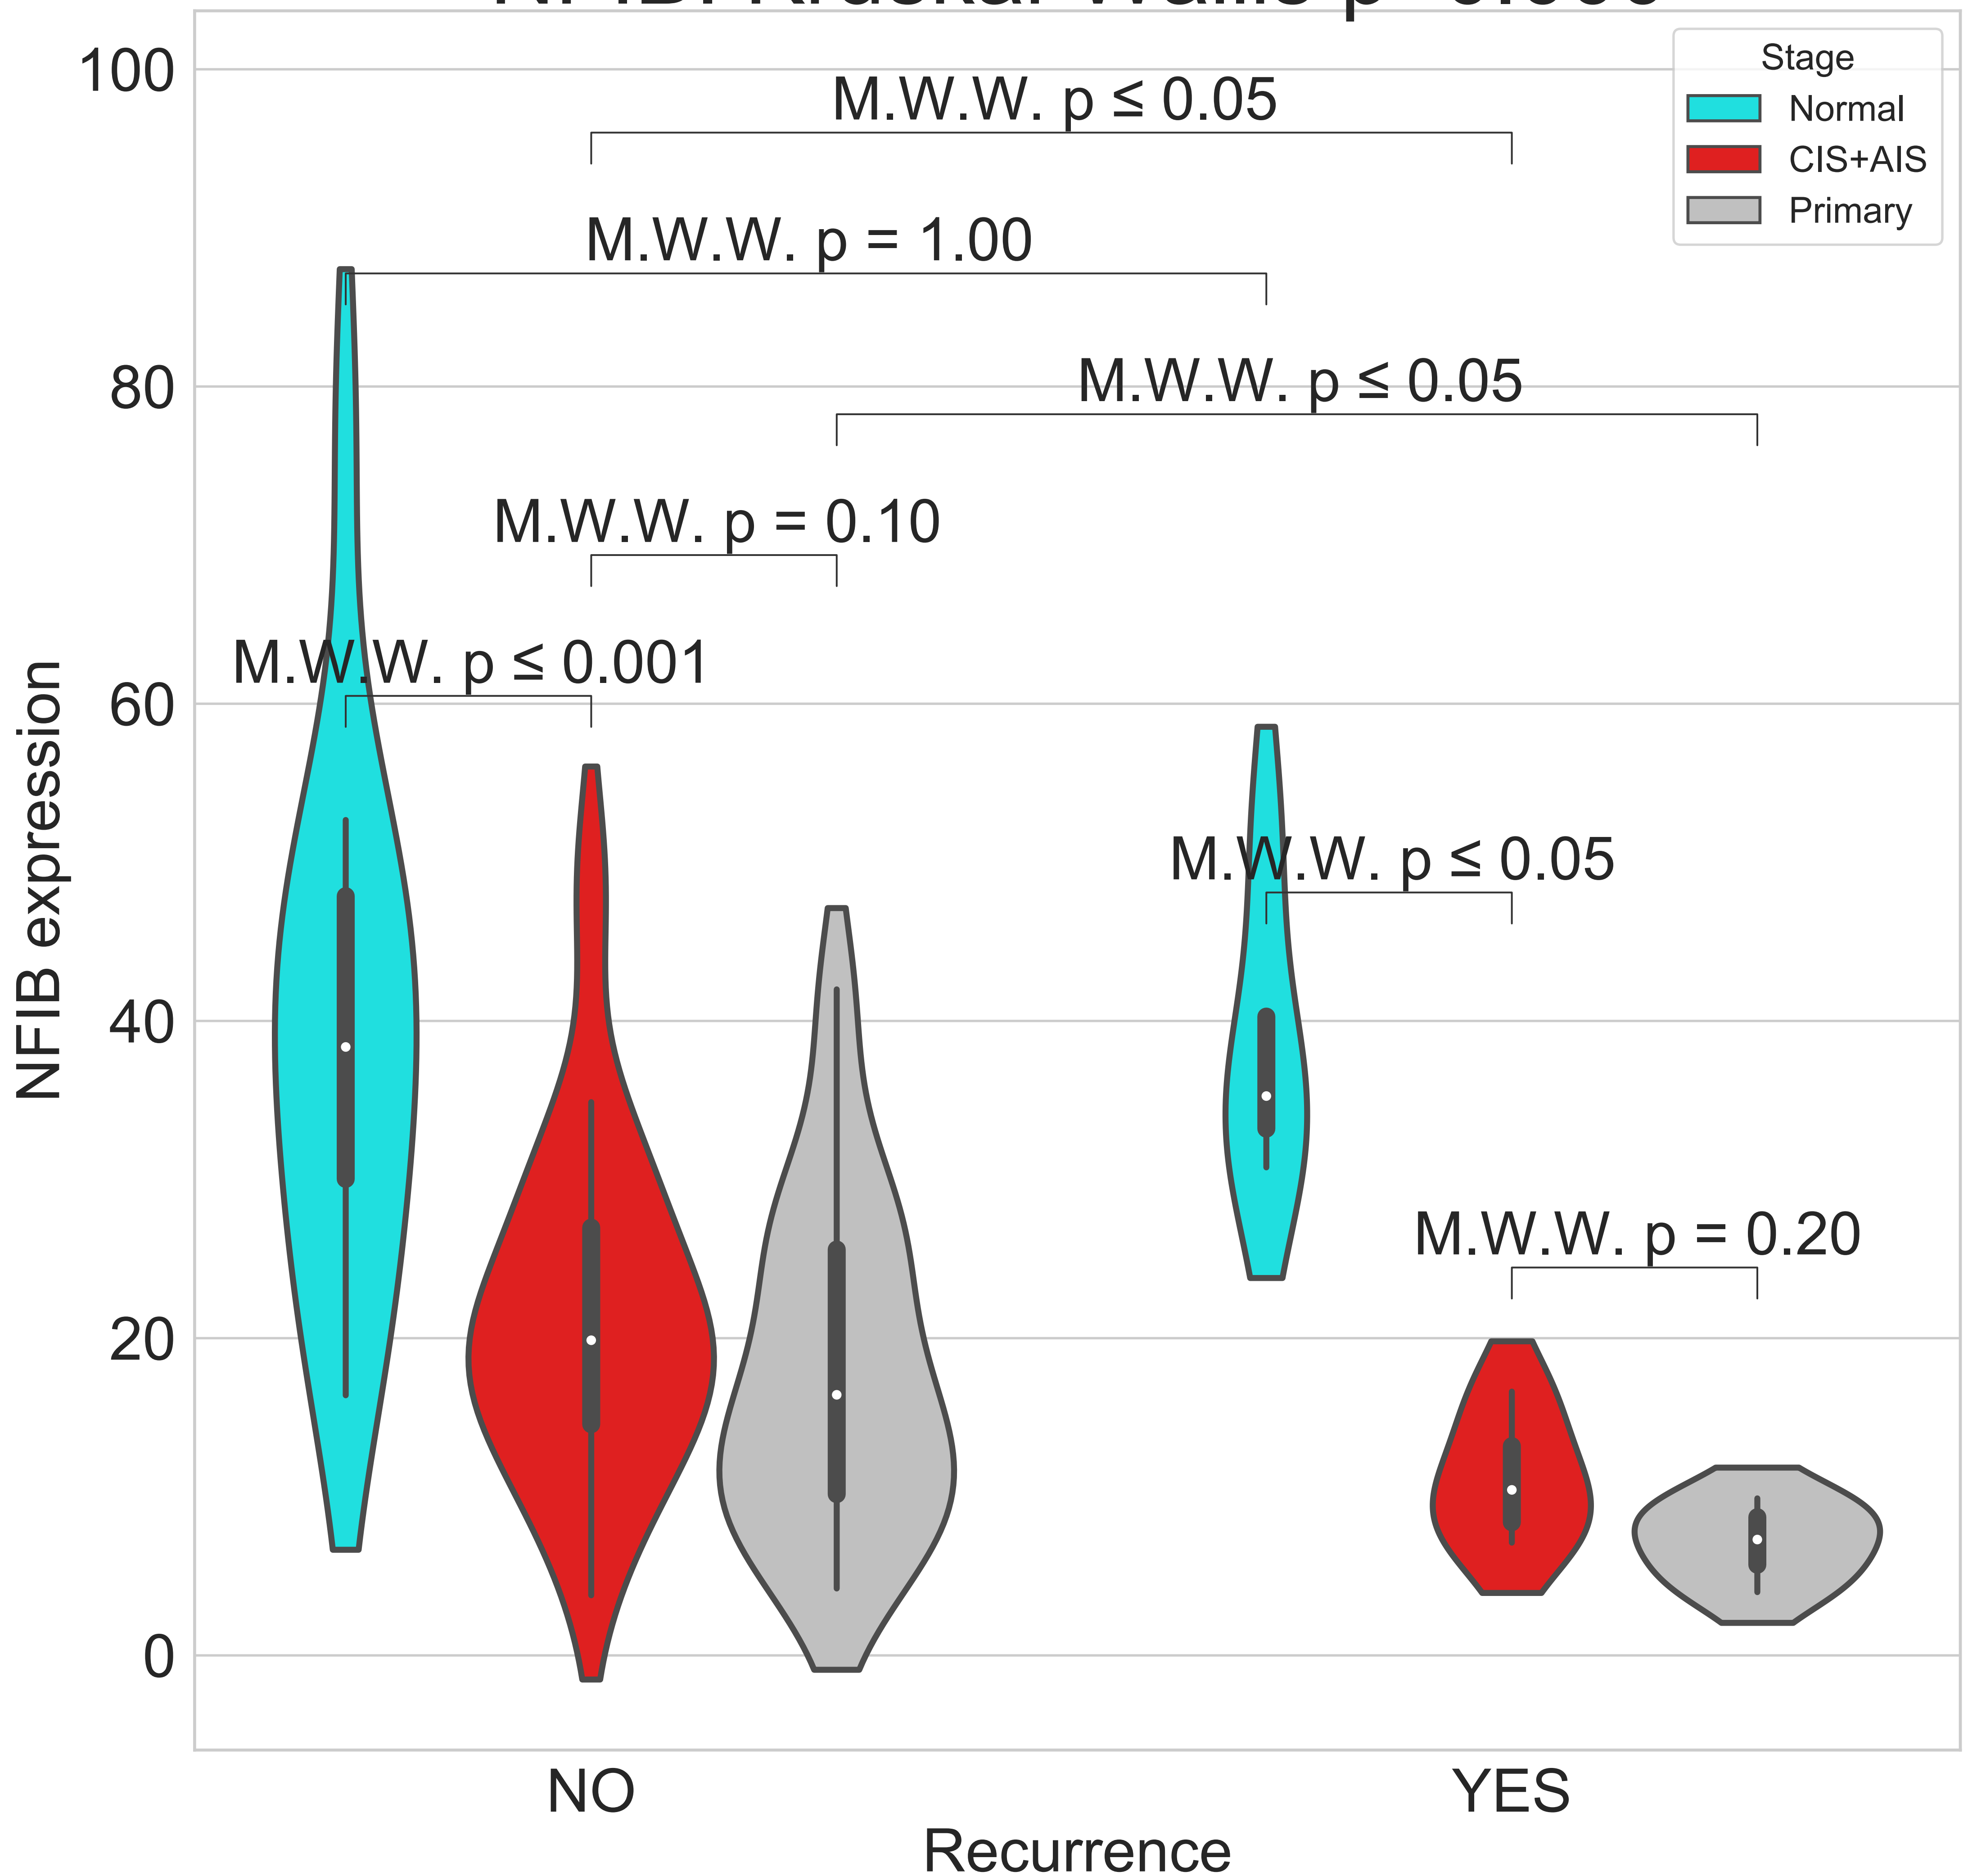 100
M.W.W. p ≤ 0.05
Stage
Normal
CIS+AIS
Primary
M.W.W. p = 1.00
80
M.W.W. p ≤ 0.05
M.W.W. p = 0.10
M.W.W. p ≤ 0.001
60
M.W.W. p ≤ 0.05
NFIB expression
40
M.W.W. p = 0.20
20
0
NO
YES
Recurrence